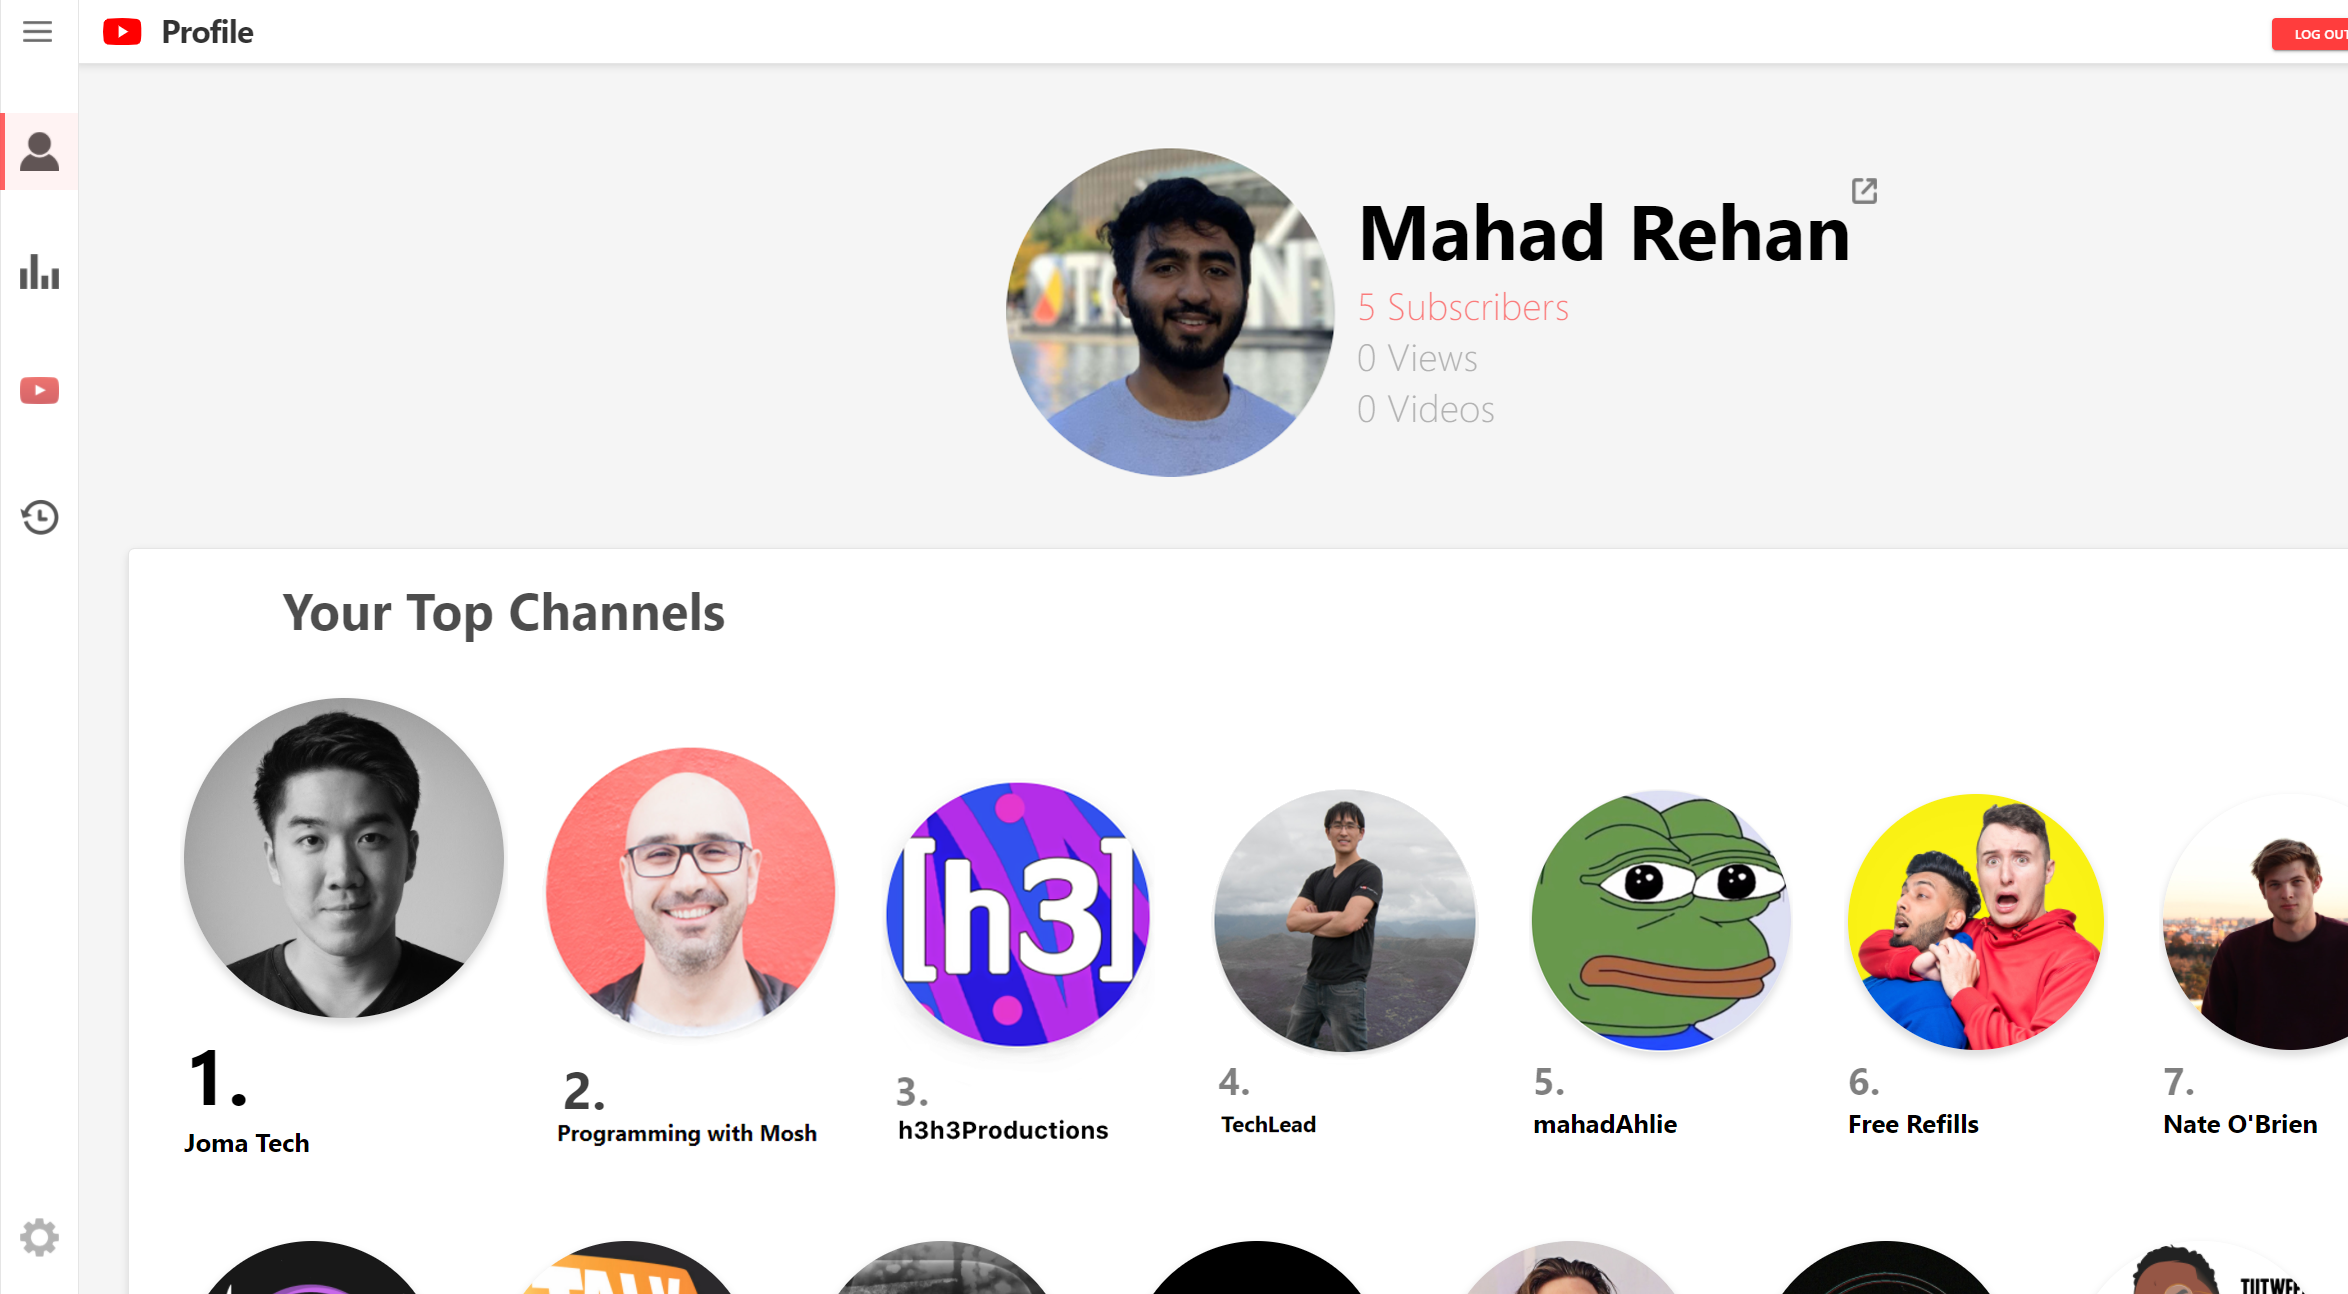 Profile
LOG OUT
Mahad Rehan
5 Subscribers
0 Views
0 Videos
Your Top Channels
[h3]
1.
Joma Tech
2.
Programming with Mosh
3.
h3h3Productions
4.
TechLead
5.
mahadAhlie
6.
Free Refills
7.
Nate O'Brien